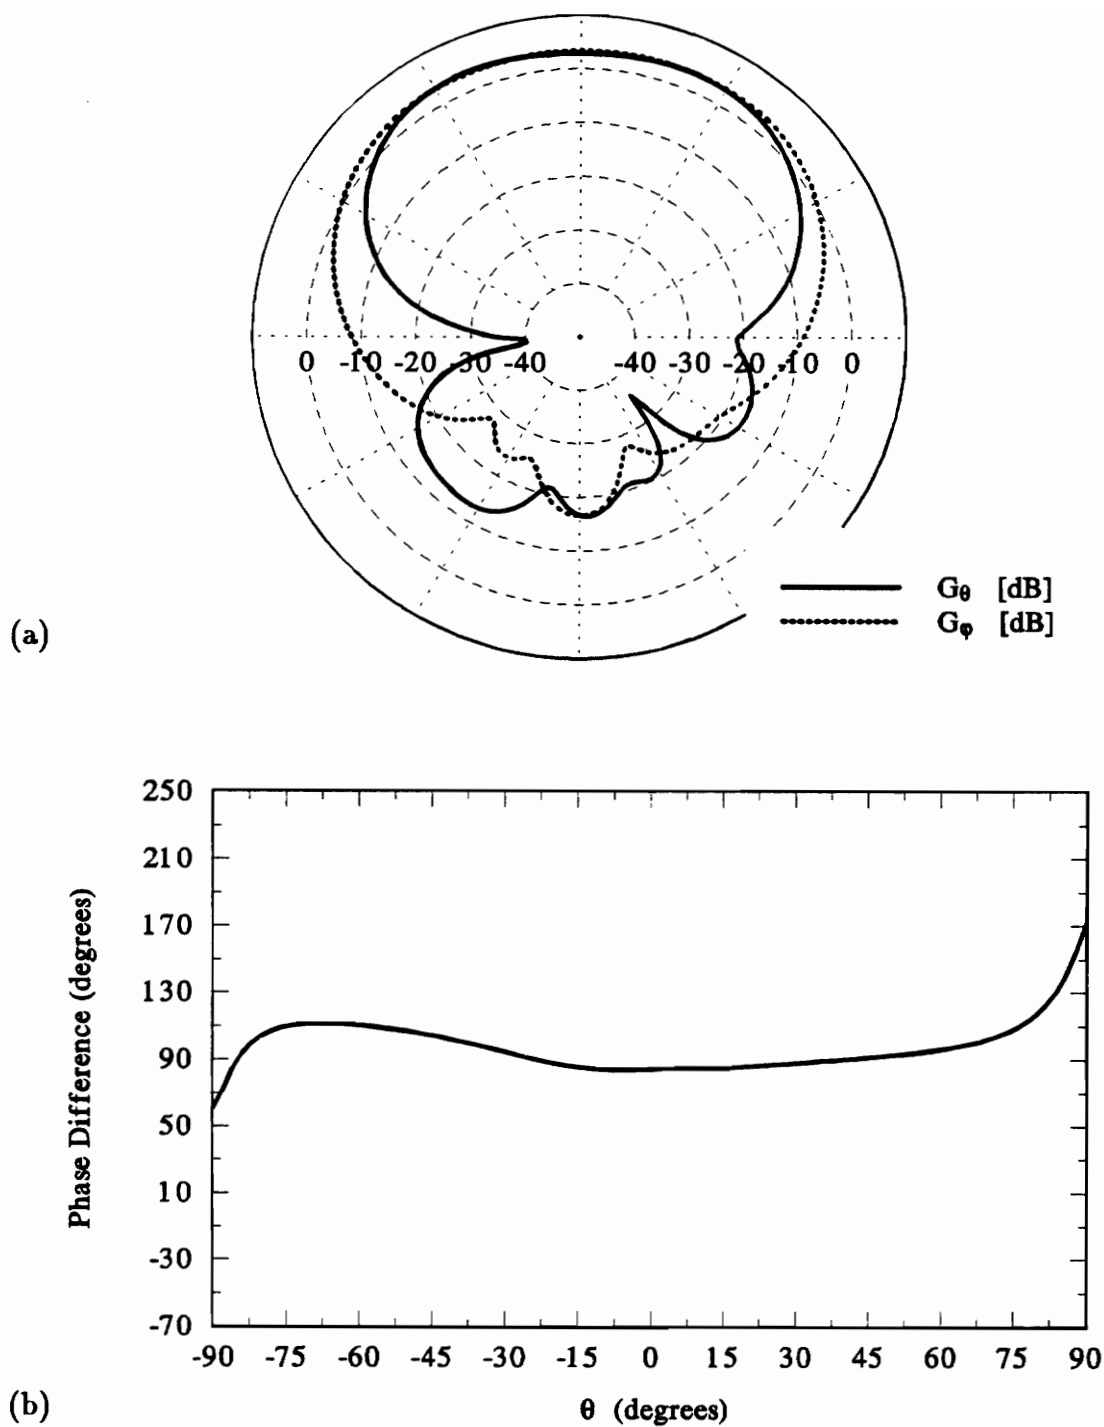 0 -10 -20 -30 -40 -40 -30 -20 -10 0
G_θ [dB]
G_φ [dB]
(a)
250
210
170
130
90
50
10
-30
-70
Phase Difference (degrees)
-90 -75 -60 -45 -30 -15 0 15 30 45 60 75 90
θ (degrees)
(b)